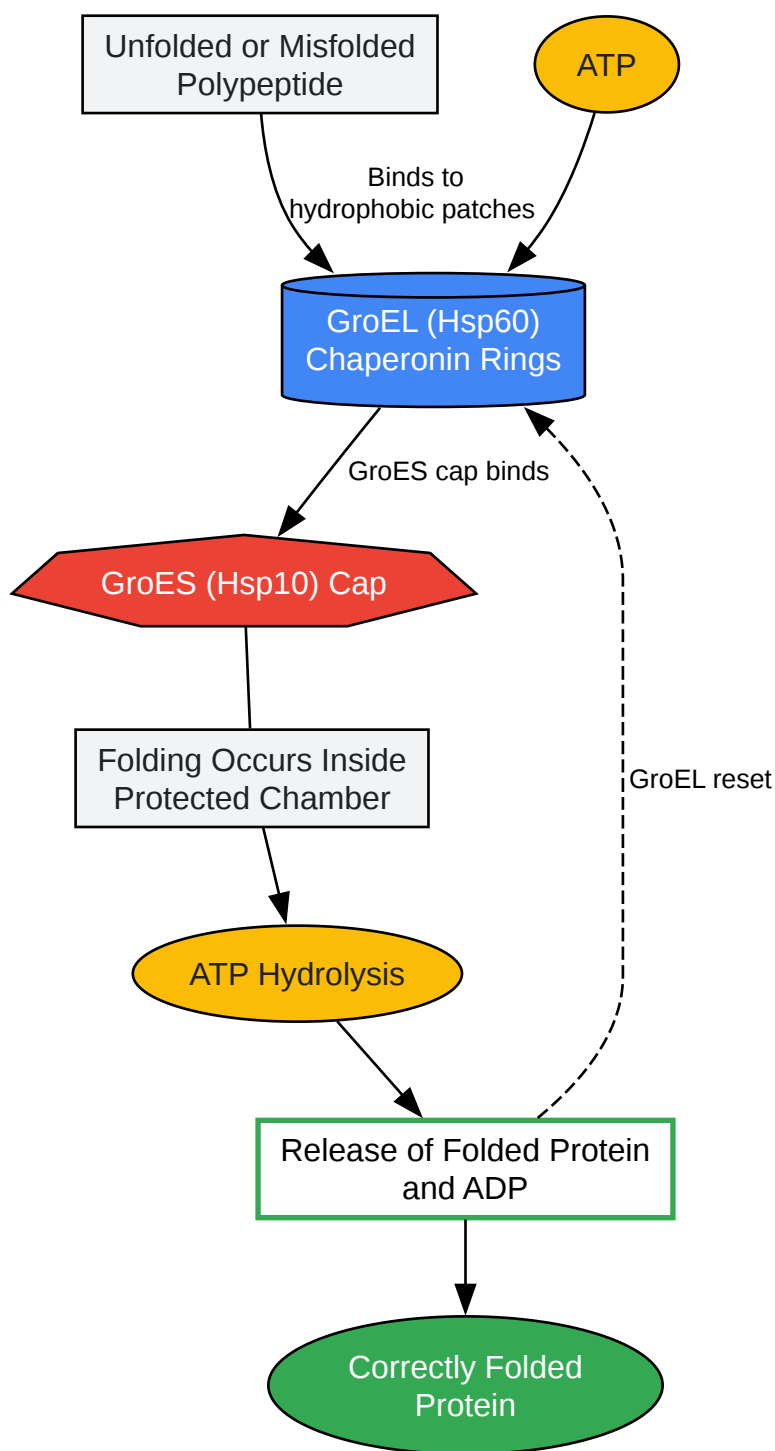 Unfolded or Misfolded
Polypeptide
ATP
Binds to
hydrophobic patches
GroEL (Hsp60)
Chaperonin Rings
GroES cap binds
GroES (Hsp10) Cap
Folding Occurs Inside
Protected Chamber
GroEL reset
ATP Hydrolysis
Release of Folded Protein
and ADP
Correctly Folded
Protein